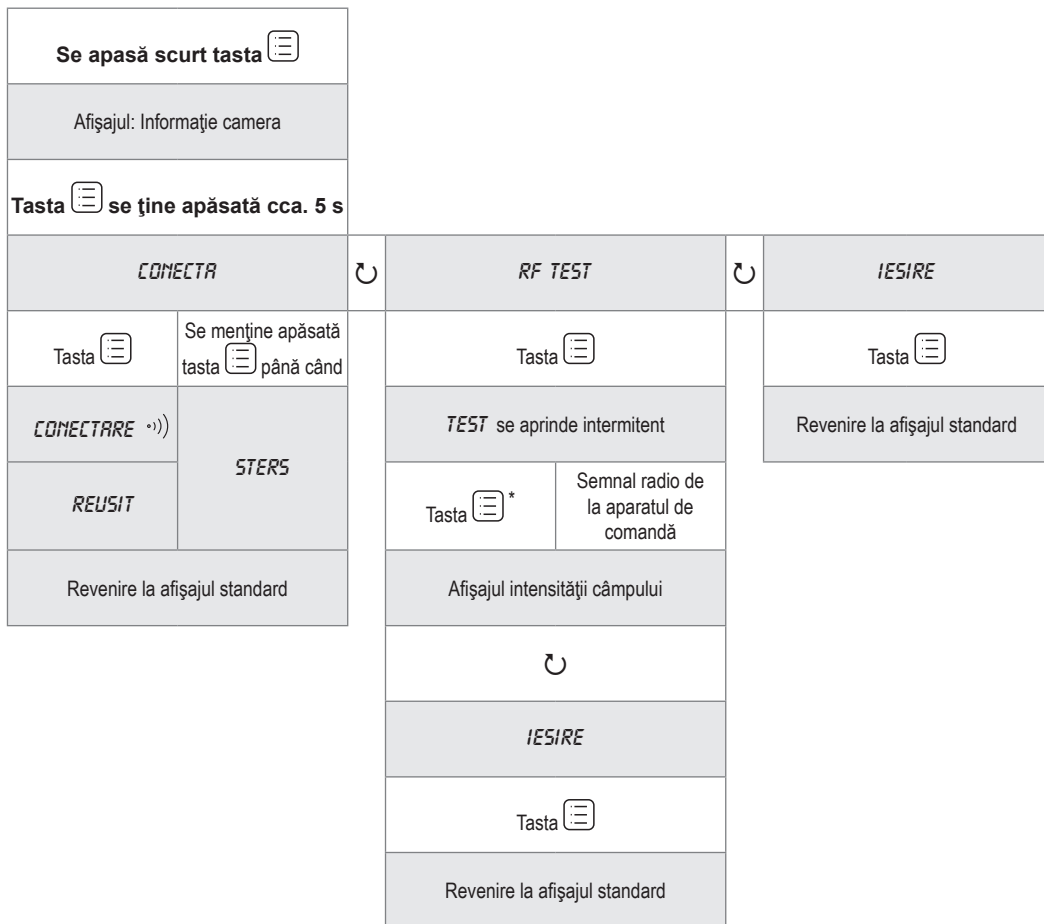 Se apasă scurt tasta
Afişajul: Informaţie camera
Tasta se ţine apăsată cca. 5 s
CONECTA
RF TEST
IESIRE
Tasta
Se menţine apăsată
tasta până când
Tasta
Tasta
CONECTARE
TEST se aprinde intermitent
Revenire la afişajul standard
STERS
REUSIT
Tasta *
Semnal radio de
la aparatul de
comandă
Revenire la afişajul standard
Afişajul intensităţii câmpului
IESIRE
Tasta
Revenire la afişajul standard